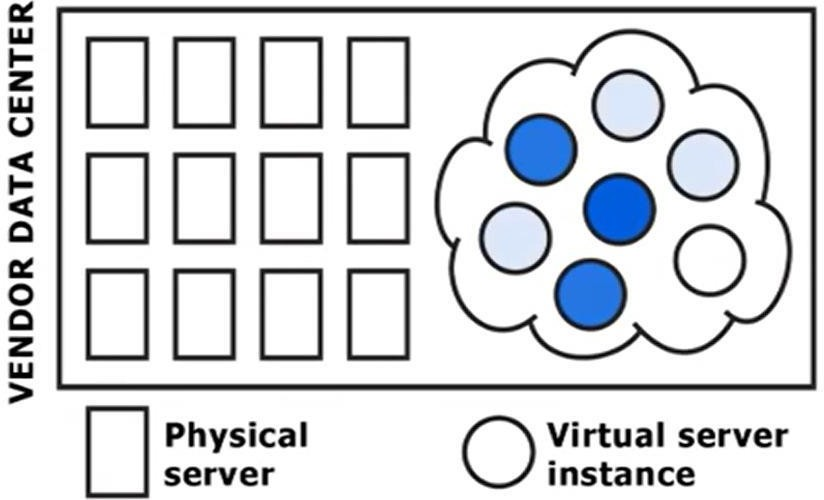 VENDOR DATA CENTER
Physical
server
Virtual server
instance